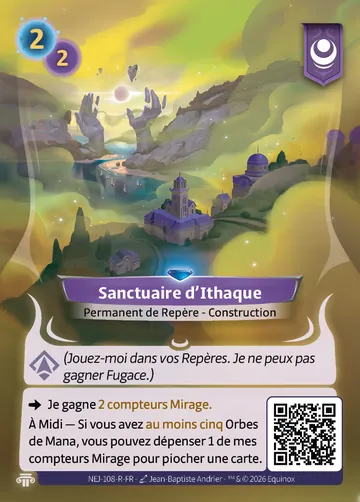 2
2
Sanctuaire d'Ithaque
Permanent de Repère - Construction
(Jouez-moi dans vos Repères. Je ne peux pas
gagner Fugace.)
➜ Je gagne 2 compteurs Mirage.
À Midi — Si vous avez au moins cinq Orbes
de Mana, vous pouvez dépenser 1 de mes
compteurs Mirage pour piocher une carte.
NEJ-108-R-FR - Jean-Baptiste Andrier - ™ & © 2026 Equinox